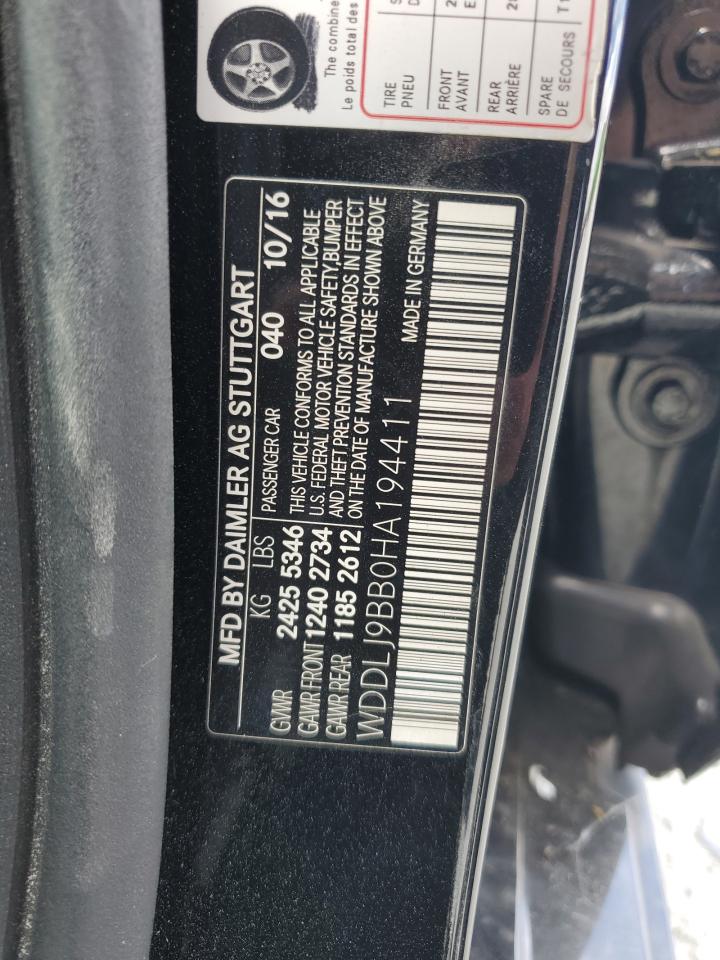 The combine
Le poids total des
TIRE
PNEU
FRONT
AVANT
REAR
ARRIÈRE
SPARE
DE SECOURS
MFD BY DAIMLER AG STUTTGART
KG LBS PASSENGER CAR 040 10/16
GVWR 2425 5346
GAWR FRONT 1240 2734
GAWR REAR 1185 2612
THIS VEHICLE CONFORMS TO ALL APPLICABLE
U.S. FEDERAL MOTOR VEHICLE SAFETY,BUMPER
AND THEFT PREVENTION STANDARDS IN EFFECT
ON THE DATE OF MANUFACTURE SHOWN ABOVE
WDDLJ9BB0HA194411 MADE IN GERMANY